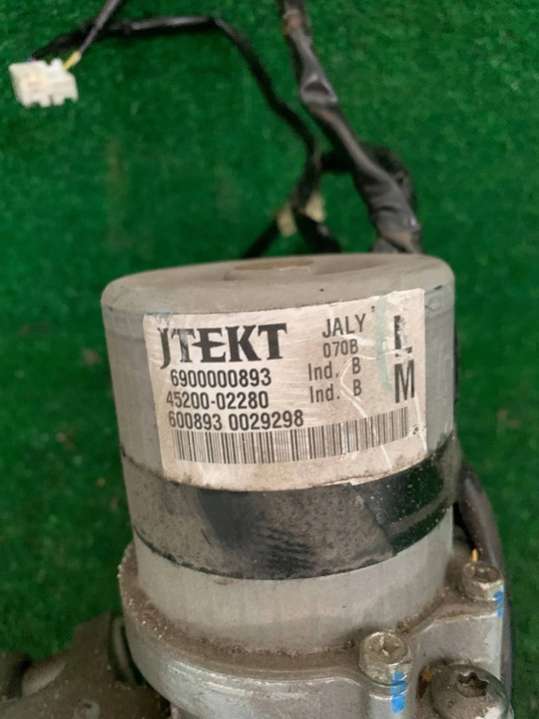 JTEKT JALY L
070B
6900000893 Ind. B
45200-02280 Ind. B M
600893 0029298